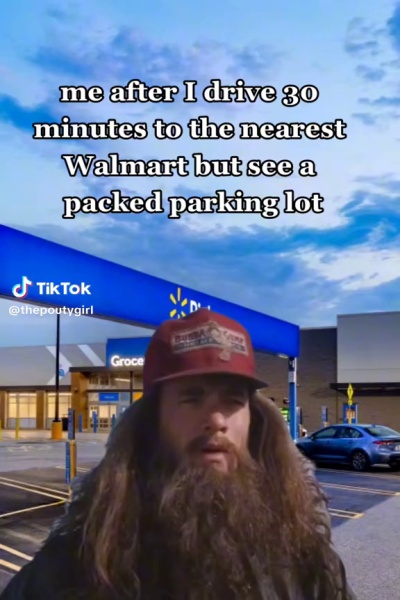 me after I drive 30
minutes to the nearest
Walmart but see a
packed parking lot
TikTok
@thepoutygirl
Groce